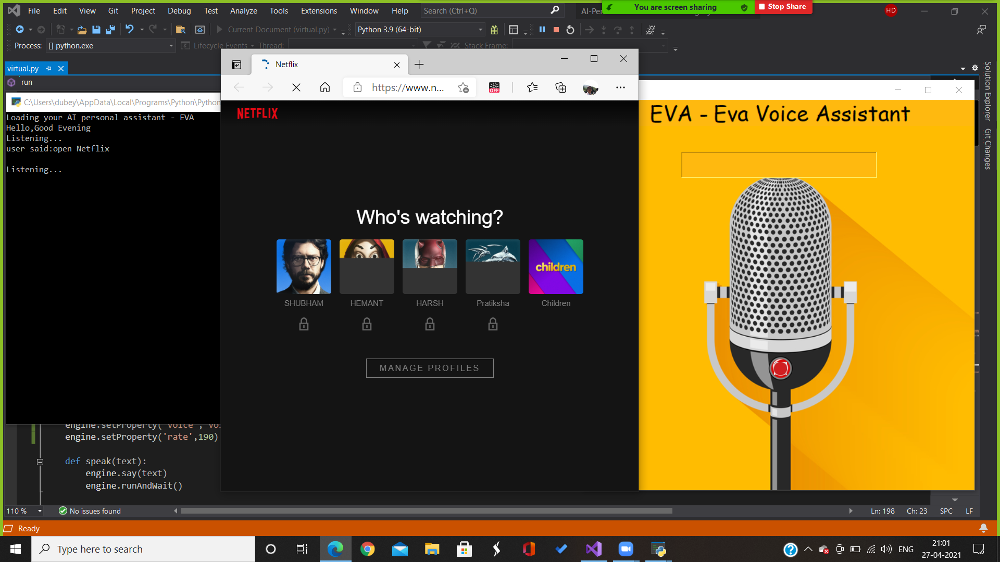 File Edit View Git Project Debug Test Analyze Tools Extensions Window Help Search (Ctrl+Q) AI-Per
You are screen sharing Stop Share
HD
Current Document (virtual.py) Python 3.9 (64-bit)
Process: [] python.exe Lifecycle Events Thread: Stack Frame:
virtual.py
run
C:\Users\dubey\AppData\Local\Programs\Python\Python
Loading your AI personal assistant - EVA
Hello,Good Evening
Listening...
user said:open Netflix
Listening...
engine.setProperty('voice', voi
engine.setProperty('rate',190)
def speak(text):
engine.say(text)
engine.runAndWait()
Netflix
https://www.n...
OFF
NETFLIX
Who's watching?
children
SHUBHAM HEMANT HARSH Pratiksha Children
MANAGE PROFILES
EVA - Eva Voice Assistant
Solution Explorer
Git Changes
110 % No issues found Ln: 198 Ch: 23 SPC LF
Ready
Type here to search
ENG
21:01
27-04-2021